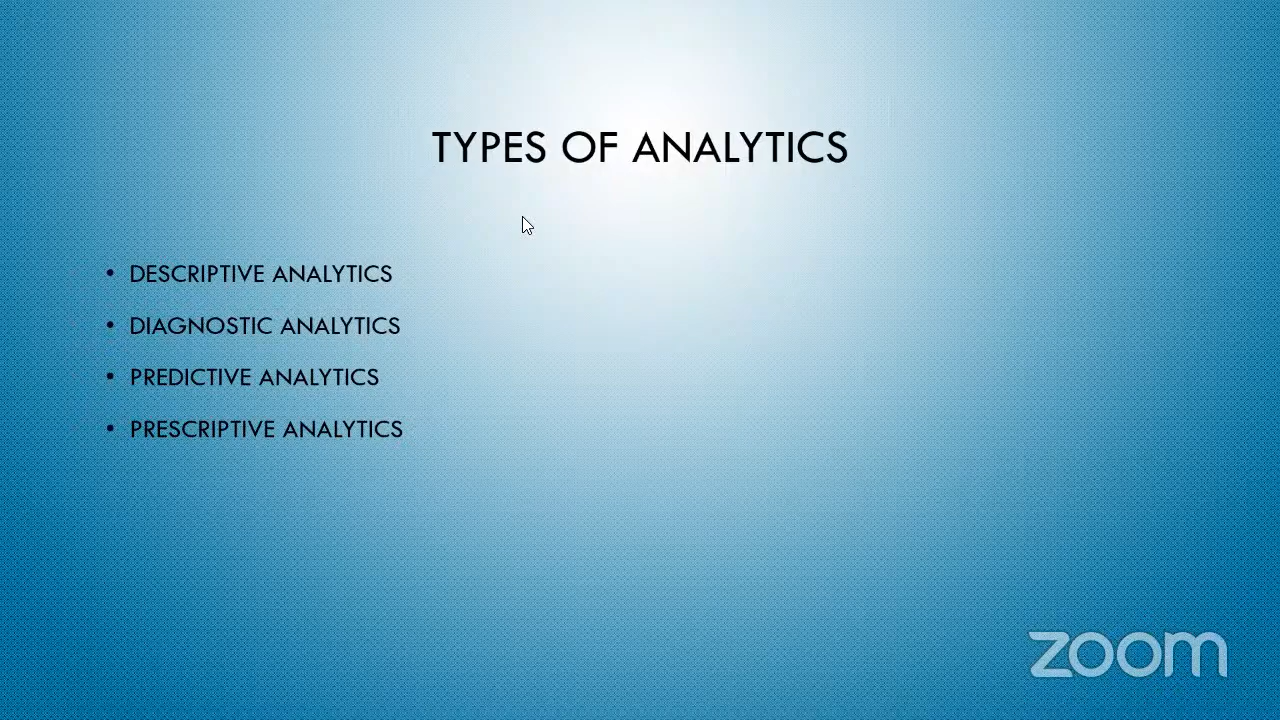 TYPES OF ANALYTICS
• DESCRIPTIVE ANALYTICS
• DIAGNOSTIC ANALYTICS
• PREDICTIVE ANALYTICS
• PRESCRIPTIVE ANALYTICS
zoom